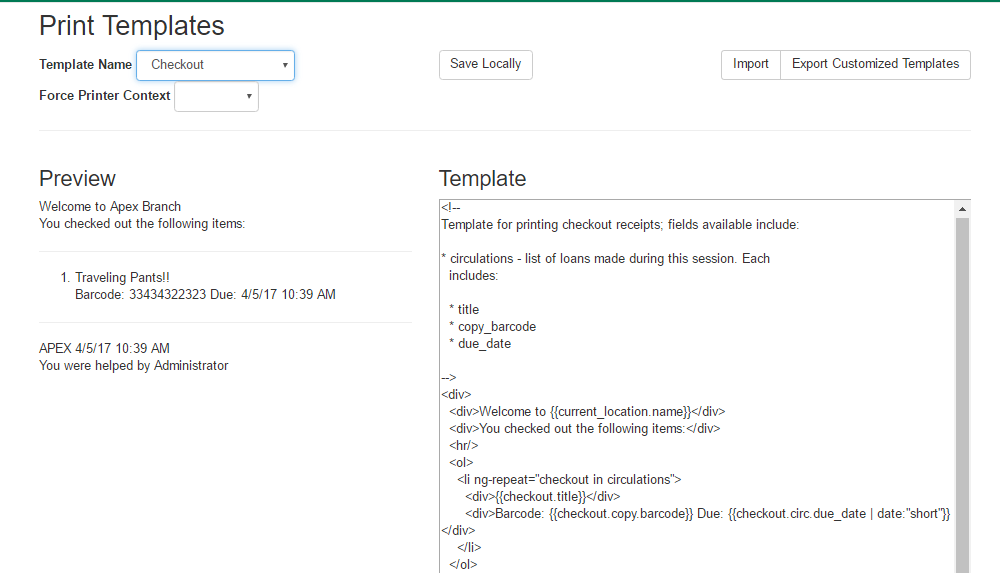 Print Templates
Template Name Checkout
Save Locally
Import
Export Customized Templates
Force Printer Context
Preview
Welcome to Apex Branch
You checked out the following items:
1. Traveling Pants!!
Barcode: 33434322323 Due: 4/5/17 10:39 AM
APEX 4/5/17 10:39 AM
You were helped by Administrator
Template
<!--
Template for printing checkout receipts; fields available include:
* circulations - list of loans made during this session. Each
includes:
* title
* copy_barcode
* due_date
-->
<div>
<div>Welcome to {{current_location.name}}</div>
<div>You checked out the following items:</div>
<hr/>
<ol>
<li ng-repeat="checkout in circulations">
<div>{{checkout.title}}</div>
<div>Barcode: {{checkout.copy.barcode}} Due: {{checkout.circ.due_date | date:"short"}}
</div>
</li>
</ol>